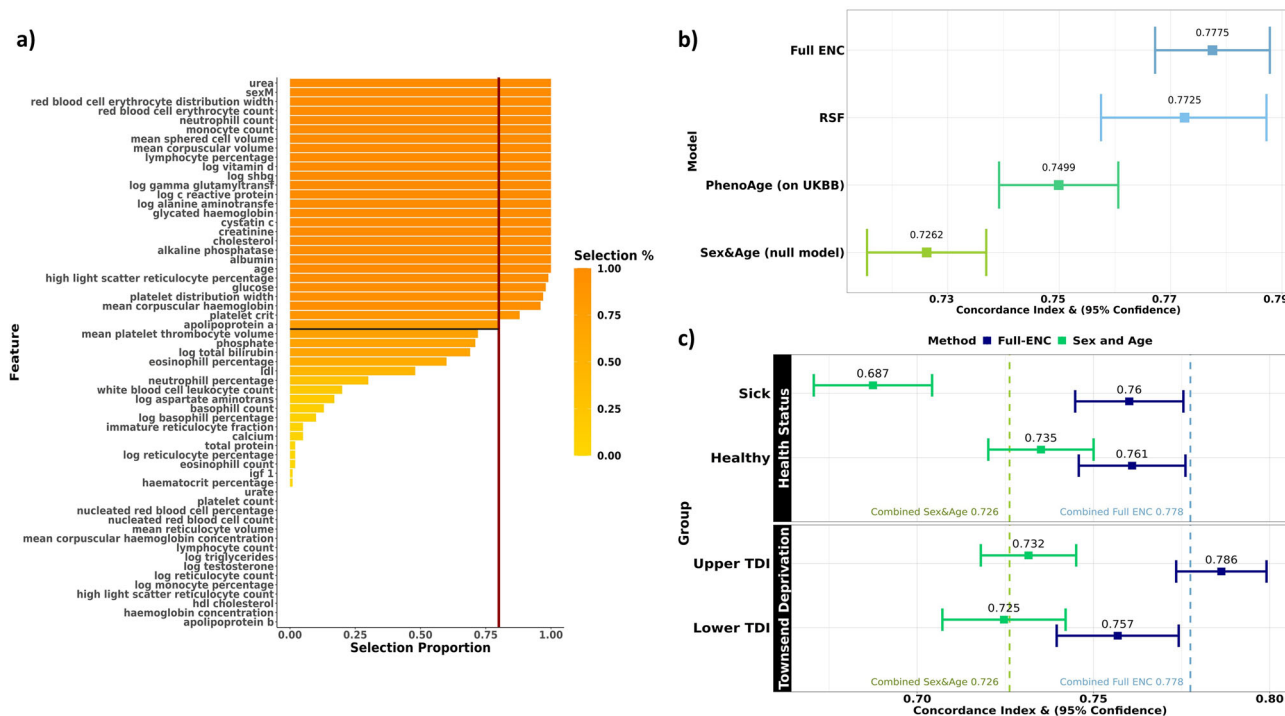 a)
urea
sexM
red blood cell erythrocyte distribution width
red blood cell erythrocyte count
neutrophill count
monocyte count
mean sphered cell volume
mean corpuscular volume
lymphocyte percentage
log vitamin d
log shbg
log gamma glutamyltransf
log c reactive protein
log alanine aminotransfe
glycated haemoglobin
cystatin c
creatinine
cholesterol
alkaline phosphatase
albumin
age
high light scatter reticulocyte percentage
glucose
platelet distribution width
mean corpuscular haemoglobin
platelet crit
apolipoprotein a
mean platelet thrombocyte volume
phosphate
log total bilirubin
eosinophill percentage
ldl
neutrophill percentage
white blood cell leukocyte count
log aspartate aminotrans
basophill count
log basophill percentage
immature reticulocyte fraction
calcium
total protein
log reticulocyte percentage
eosinophill count
igf 1
haematocrit percentage
urate
platelet count
nucleated red blood cell percentage
nucleated red blood cell count
mean reticulocyte volume
mean corpuscular haemoglobin concentration
lymphocyte count
log triglycerides
log testosterone
log reticulocyte count
log monocyte percentage
high light scatter reticulocyte count
hdl cholesterol
haemoglobin concentration
apolipoprotein b
Feature
0.00 0.25 0.50 0.75 1.00
Selection Proportion
Selection %
1.00
0.75
0.50
0.25
0.00
b)
Model
Full ENC
0.7775
RSF
0.7725
PhenoAge (on UKBB)
0.7499
Sex&Age (null model)
0.7262
0.73 0.75 0.77 0.79
Concordance Index & (95% Confidence)
c)
Method Full-ENC Sex and Age
Group
Health Status
Sick
0.687
0.76
Healthy
0.735
0.761
Combined Sex&Age 0.726
Combined Full ENC 0.778
Townsend Deprivation
Upper TDI
0.732
0.786
Lower TDI
0.725
0.757
Combined Sex&Age 0.726
Combined Full ENC 0.778
0.70 0.75 0.80
Concordance Index & (95% Confidence)